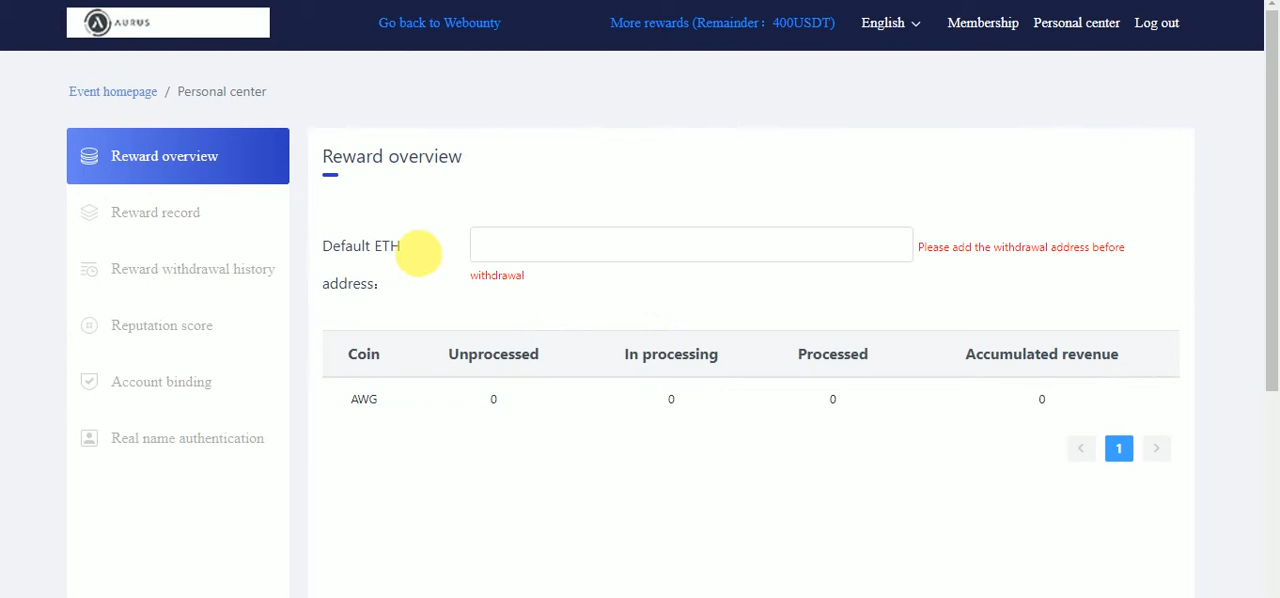 AURUS
Go back to Webounty
More rewards (Remainder： 400USDT)
English
Membership
Personal center
Log out
Event homepage / Personal center
Reward overview
Reward record
Reward withdrawal history
Reputation score
Account binding
Real name authentication
Reward overview
Default ETH
address：
Please add the withdrawal address before
withdrawal
Coin Unprocessed In processing Processed Accumulated revenue
AWG 0 0 0 0
< 1 >